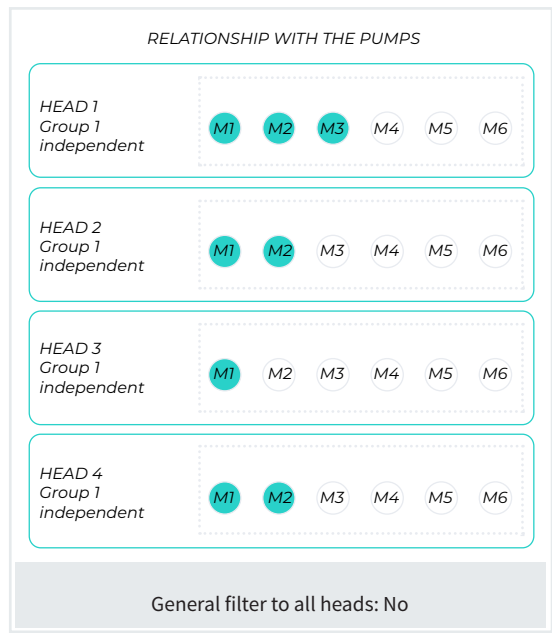 RELATIONSHIP WITH THE PUMPS
HEAD 1
Group 1
independent
M1 M2 M3 M4 M5 M6
HEAD 2
Group 1
independent
M1 M2 M3 M4 M5 M6
HEAD 3
Group 1
independent
M1 M2 M3 M4 M5 M6
HEAD 4
Group 1
independent
M1 M2 M3 M4 M5 M6
General filter to all heads: No